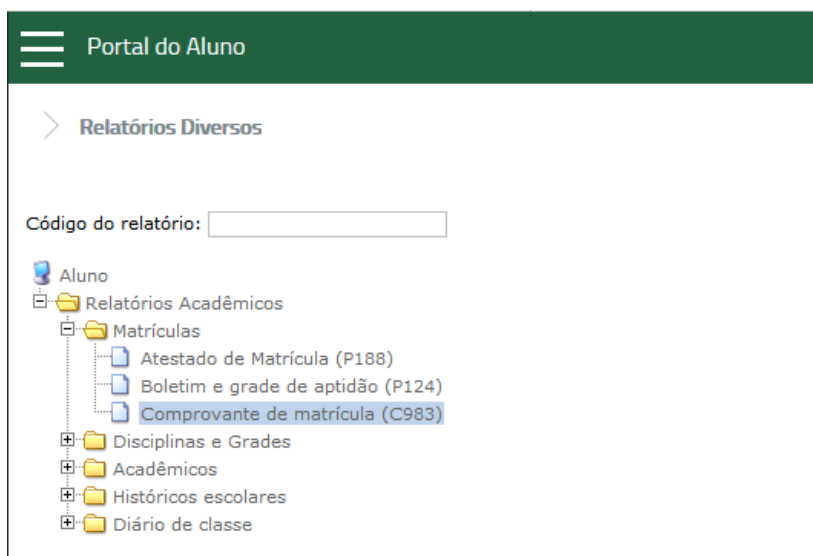 Portal do Aluno
Relatórios Diversos
Código do relatório:
Aluno
Relatórios Acadêmicos
Matrículas
Atestado de Matrícula (P188)
Boletim e grade de aptidão (P124)
Comprovante de matrícula (C983)
Disciplinas e Grades
Acadêmicos
Históricos escolares
Diário de classe